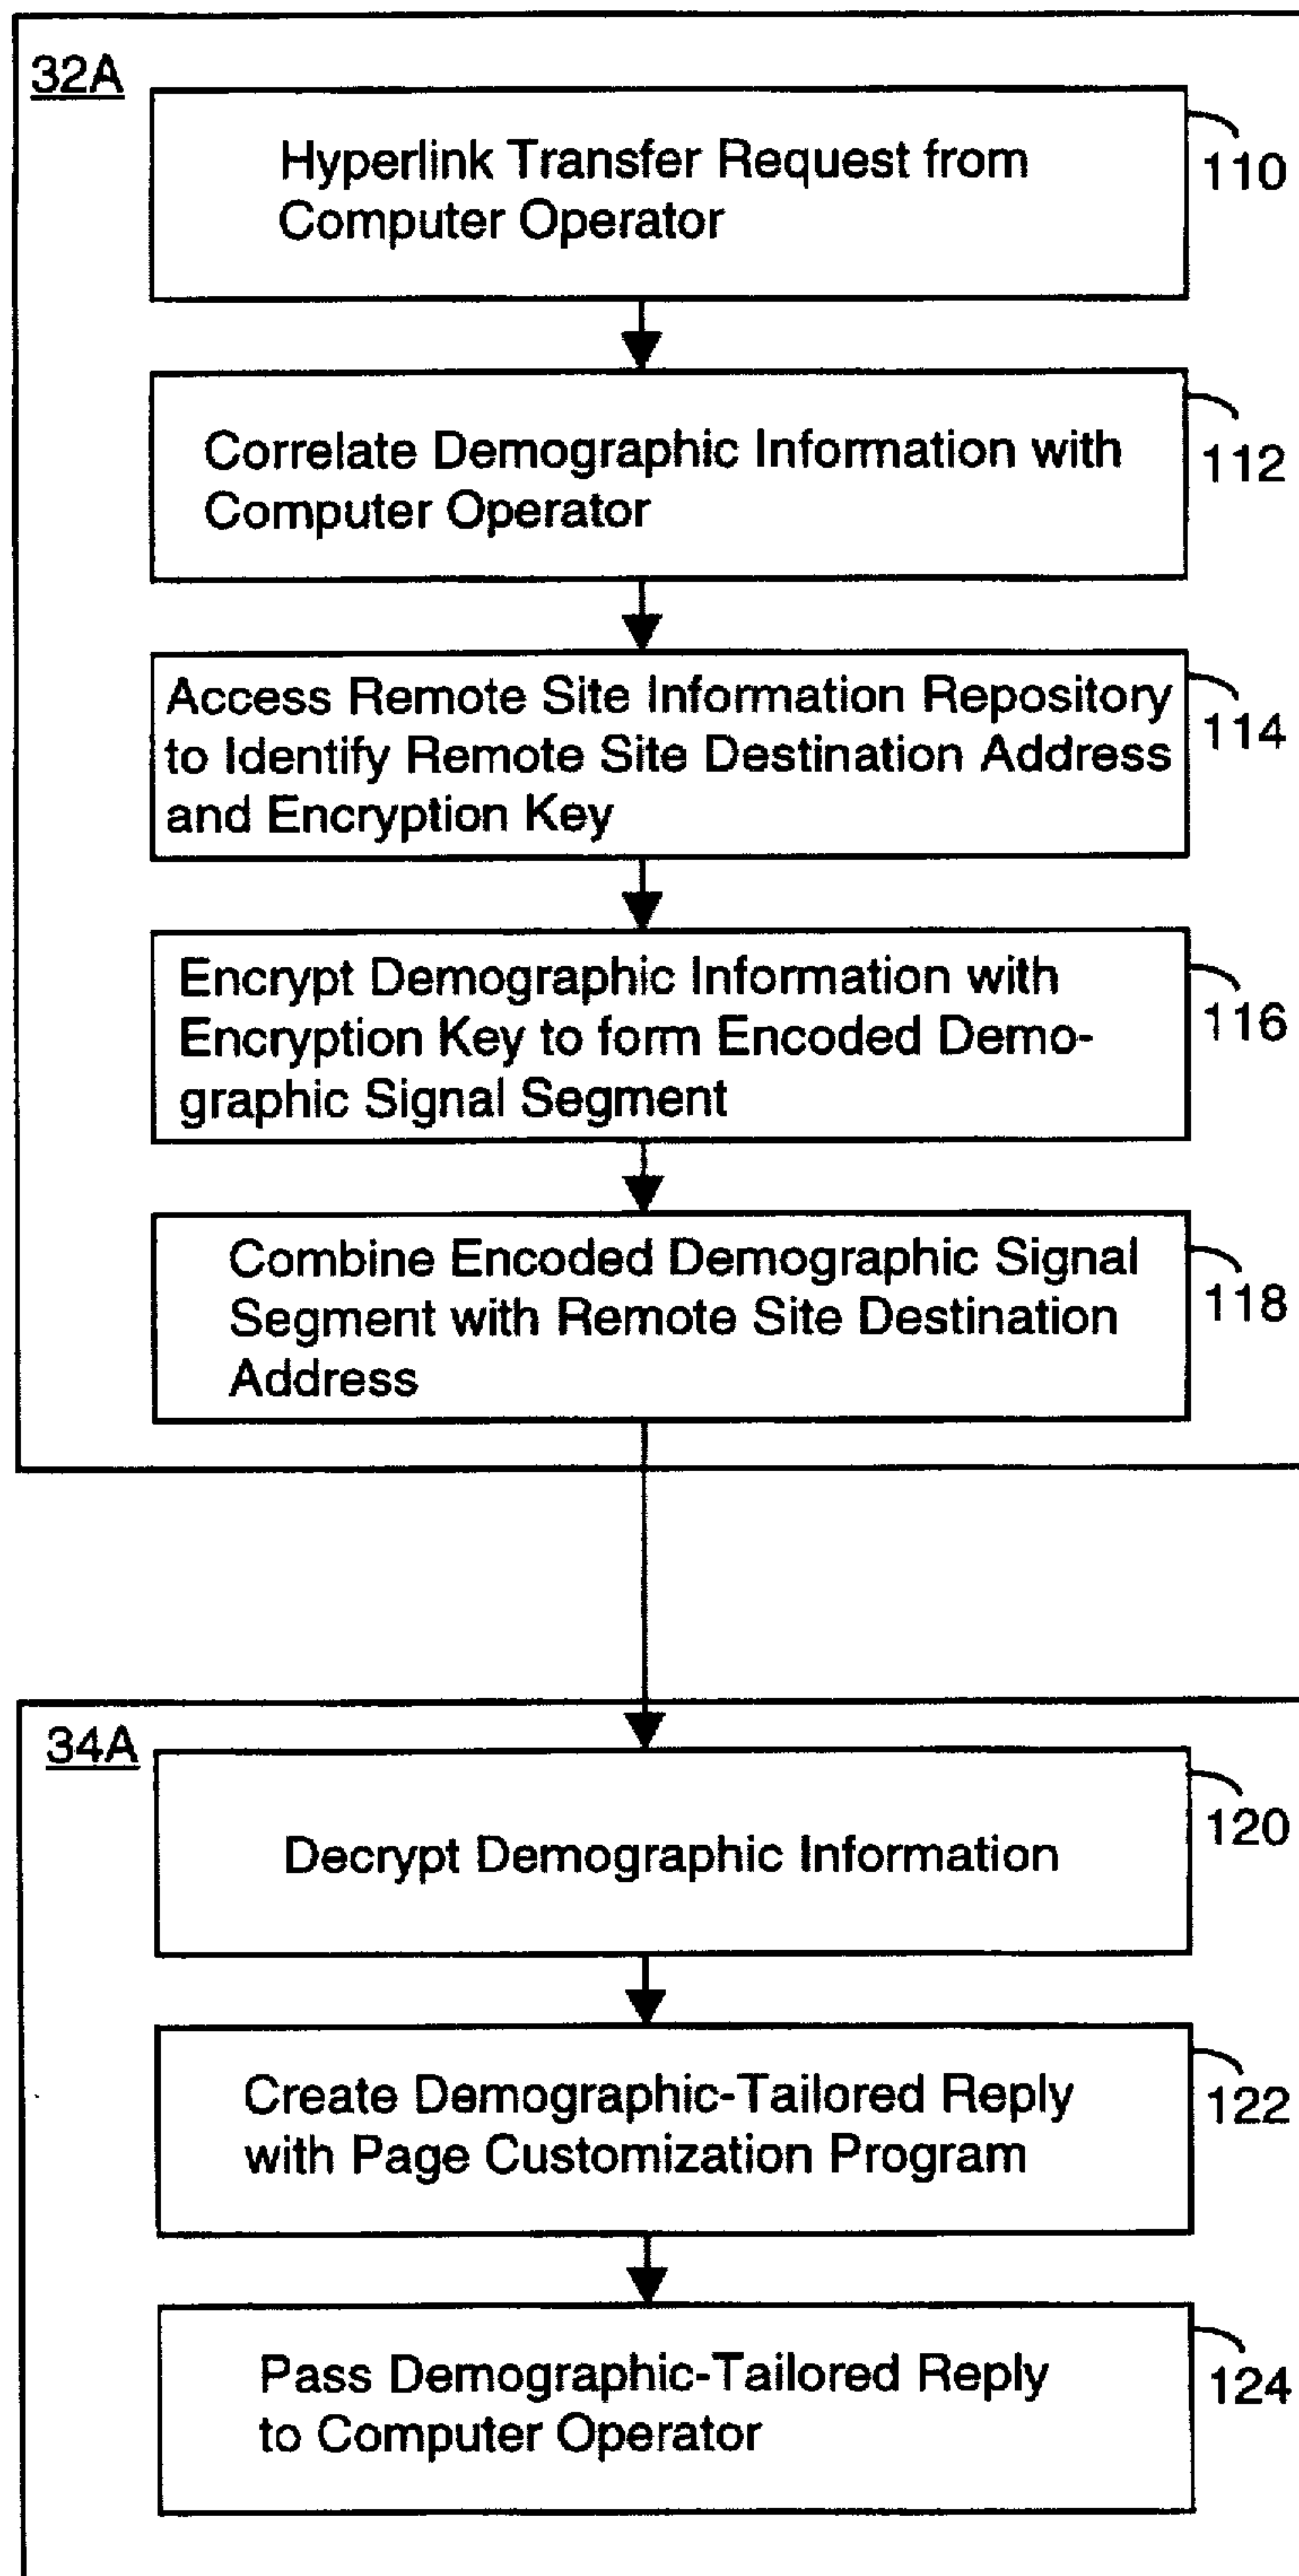 32A
Hyperlink Transfer Request from
Computer Operator
110
Correlate Demographic Information with
Computer Operator
112
Access Remote Site Information Repository
to Identify Remote Site Destination Address
and Encryption Key
114
Encrypt Demographic Information with
Encryption Key to form Encoded Demo-
graphic Signal Segment
116
Combine Encoded Demographic Signal
Segment with Remote Site Destination
Address
118
34A
Decrypt Demographic Information
120
Create Demographic-Tailored Reply
with Page Customization Program
122
Pass Demographic-Tailored Reply
to Computer Operator
124